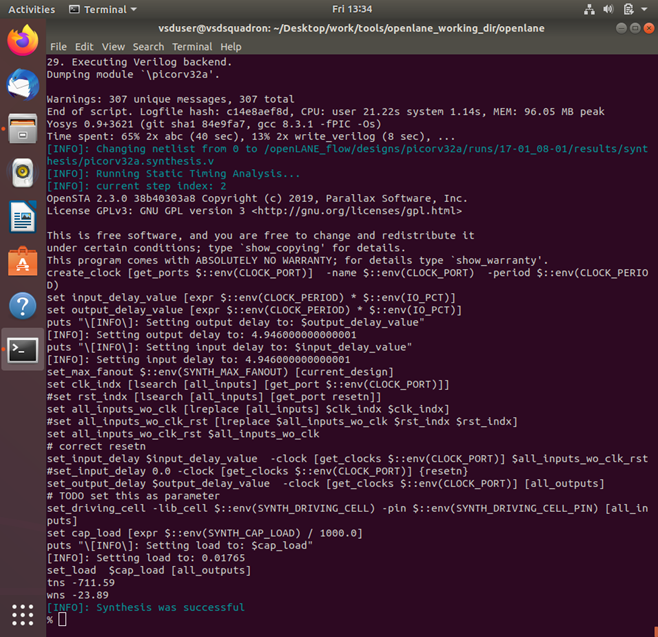 Activities
Terminal
Fri 13:34
vsduser@vsdsquadron: ~/Desktop/work/tools/openlane_working_dir/openlane
File Edit View Search Terminal Help
29. Executing Verilog backend.
Dumping module `\picorv32a'.
Warnings: 307 unique messages, 307 total
End of script. Logfile hash: c14e8aef8d, CPU: user 21.22s system 1.14s, MEM: 96.05 MB peak
Yosys 0.9+3621 (git sha1 84e9fa7, gcc 8.3.1 -fPIC -Os)
Time spent: 65% 2x abc (40 sec), 13% 2x write_verilog (8 sec), ...
[INFO]: Changing netlist from 0 to /openLANE_flow/designs/picorv32a/runs/17-01_08-01/results/synt
hesis/picorv32a.synthesis.v
[INFO]: Running Static Timing Analysis...
[INFO]: current step index: 2
OpenSTA 2.3.0 38b40303a8 Copyright (c) 2019, Parallax Software, Inc.
License GPLv3: GNU GPL version 3 <http://gnu.org/licenses/gpl.html>
This is free software, and you are free to change and redistribute it
under certain conditions; type `show_copying' for details.
This program comes with ABSOLUTELY NO WARRANTY; for details type `show_warranty'.
create_clock [get_ports $::env(CLOCK_PORT)]  -name $::env(CLOCK_PORT)  -period $::env(CLOCK_PERIO
D)
set input_delay_value [expr $::env(CLOCK_PERIOD) * $::env(IO_PCT)]
set output_delay_value [expr $::env(CLOCK_PERIOD) * $::env(IO_PCT)]
puts "\[INFO\]: Setting output delay to: $output_delay_value"
[INFO]: Setting output delay to: 4.946000000000001
puts "\[INFO\]: Setting input delay to: $input_delay_value"
[INFO]: Setting input delay to: 4.946000000000001
set_max_fanout $::env(SYNTH_MAX_FANOUT) [current_design]
set clk_indx [lsearch [all_inputs] [get_port $::env(CLOCK_PORT)]]
#set rst_indx [lsearch [all_inputs] [get_port resetn]]
set all_inputs_wo_clk [lreplace [all_inputs] $clk_indx $clk_indx]
#set all_inputs_wo_clk_rst [lreplace $all_inputs_wo_clk $rst_indx $rst_indx]
set all_inputs_wo_clk_rst $all_inputs_wo_clk
# correct resetn
set_input_delay $input_delay_value  -clock [get_clocks $::env(CLOCK_PORT)] $all_inputs_wo_clk_rst
#set_input_delay 0.0 -clock [get_clocks $::env(CLOCK_PORT)] {resetn}
set_output_delay $output_delay_value  -clock [get_clocks $::env(CLOCK_PORT)] [all_outputs]
# TODO set this as parameter
set_driving_cell -lib_cell $::env(SYNTH_DRIVING_CELL) -pin $::env(SYNTH_DRIVING_CELL_PIN) [all_in
puts]
set cap_load [expr $::env(SYNTH_CAP_LOAD) / 1000.0]
puts "\[INFO\]: Setting load to: $cap_load"
[INFO]: Setting load to: 0.01765
set_load  $cap_load [all_outputs]
tns -711.59
wns -23.89
[INFO]: Synthesis was successful
%